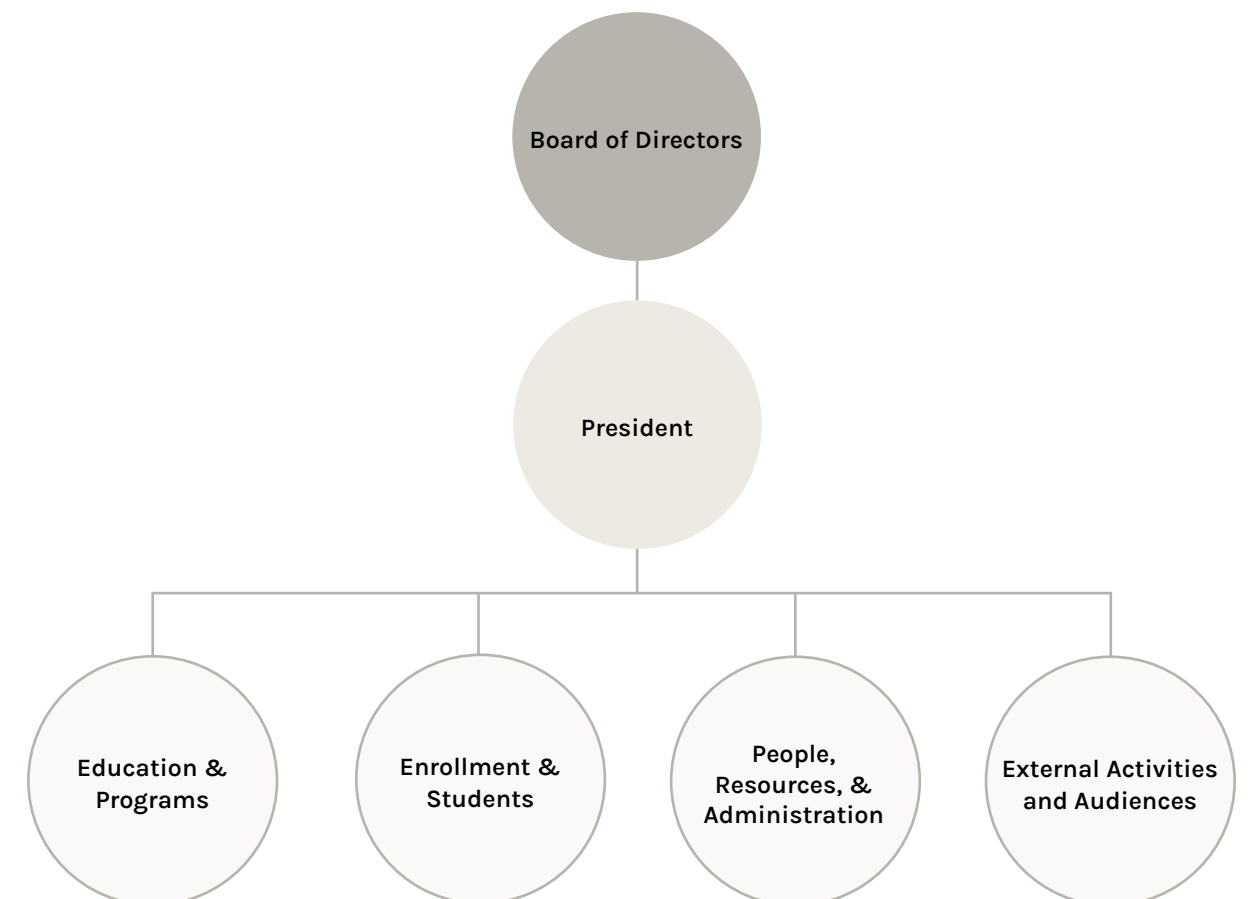 Board of Directors
President
Education &
Programs
Enrollment &
Students
People,
Resources, &
Administration
External Activities
and Audiences